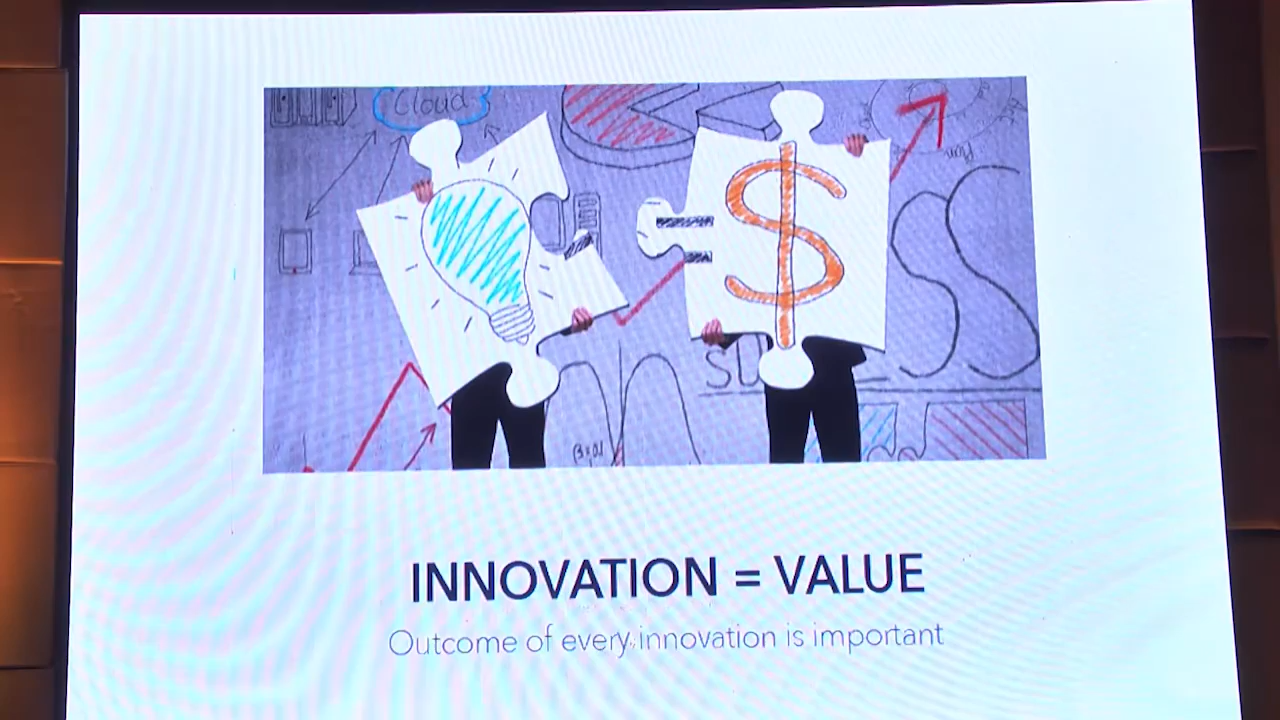 Cloud
$
INNOVATION = VALUE
Outcome of every innovation is important